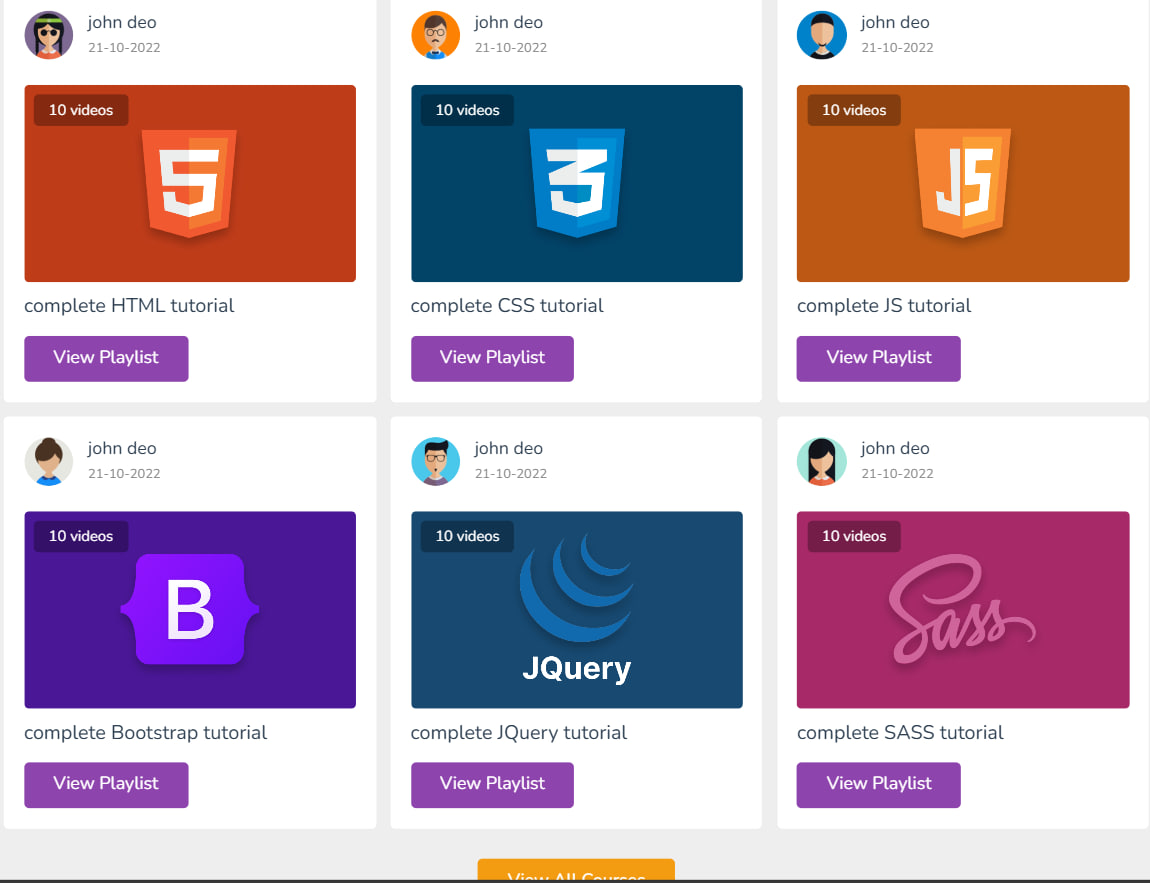 john deo
21-10-2022
10 videos
5
complete HTML tutorial
View Playlist
john deo
21-10-2022
10 videos
3
complete CSS tutorial
View Playlist
john deo
21-10-2022
10 videos
JS
complete JS tutorial
View Playlist
john deo
21-10-2022
10 videos
B
complete Bootstrap tutorial
View Playlist
john deo
21-10-2022
10 videos
JQuery
complete JQuery tutorial
View Playlist
john deo
21-10-2022
10 videos
Sass
complete SASS tutorial
View Playlist
View All Courses